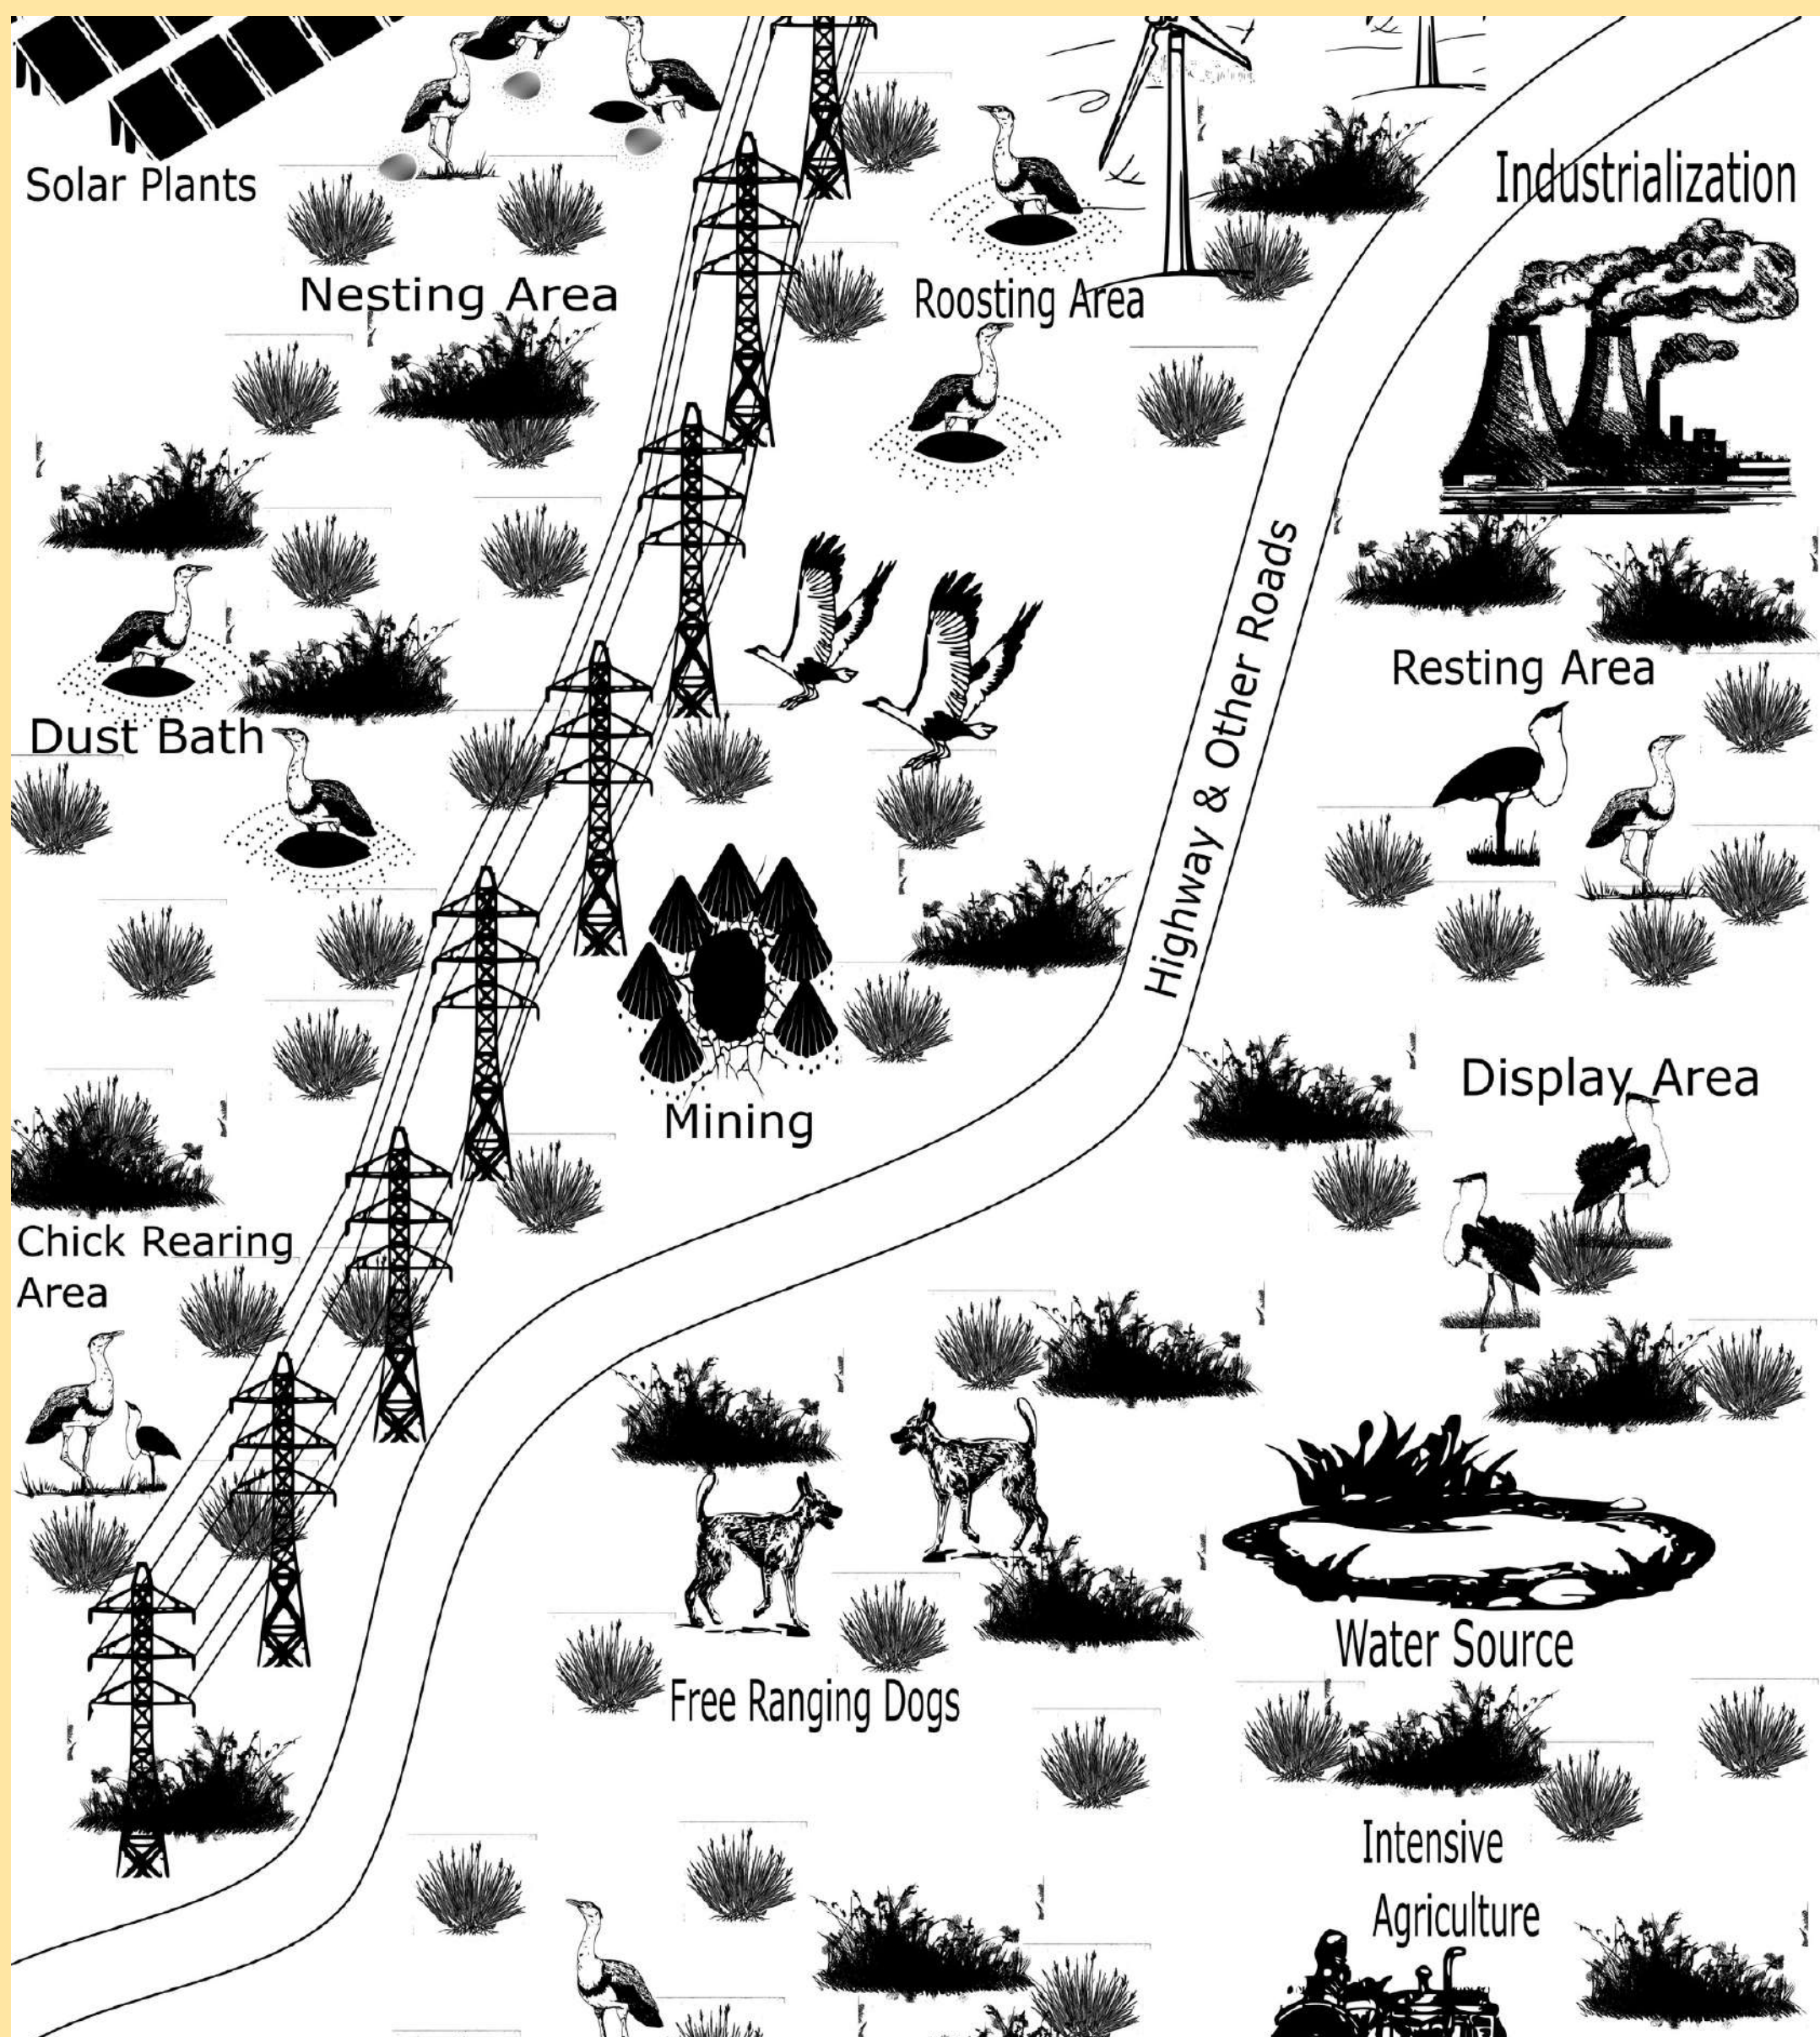 Solar Plants
Industrialization
Nesting Area
Roosting Area
Resting Area
Dust Bath
Highway & Other Roads
Display Area
Mining
Chick Rearing
Area
Water Source
Free Ranging Dogs
Intensive
Agriculture